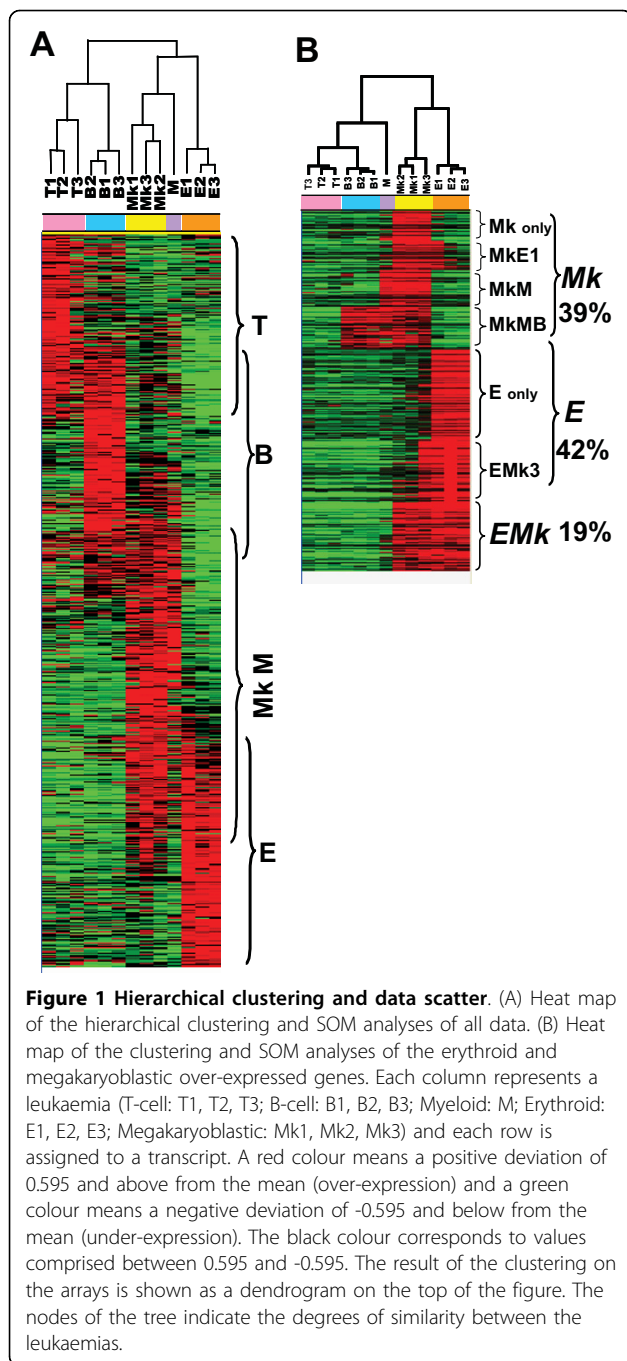 A
T1 T2 T3 B2 B1 B3 Mk1 Mk3 Mk2 M E1 E2 E3
T
B
Mk M
E
B
T3 T2 T1 B3 B2 B1 M Mk2 Mk1 Mk3 E1 E2 E3
Mk only
MkE1
MkM
MkMB
Mk
39%
E only
EMk3
E
42%
EMk 19%
Figure 1 Hierarchical clustering and data scatter. (A) Heat map
of the hierarchical clustering and SOM analyses of all data. (B) Heat
map of the clustering and SOM analyses of the erythroid and
megakaryoblastic over-expressed genes. Each column represents a
leukaemia (T-cell: T1, T2, T3; B-cell: B1, B2, B3; Myeloid: M; Erythroid:
E1, E2, E3; Megakaryoblastic: Mk1, Mk2, Mk3) and each row is
assigned to a transcript. A red colour means a positive deviation of
0.595 and above from the mean (over-expression) and a green
colour means a negative deviation of -0.595 and below from the
mean (under-expression). The black colour corresponds to values
comprised between 0.595 and -0.595. The result of the clustering on
the arrays is shown as a dendrogram on the top of the figure. The
nodes of the tree indicate the degrees of similarity between the
leukaemias.